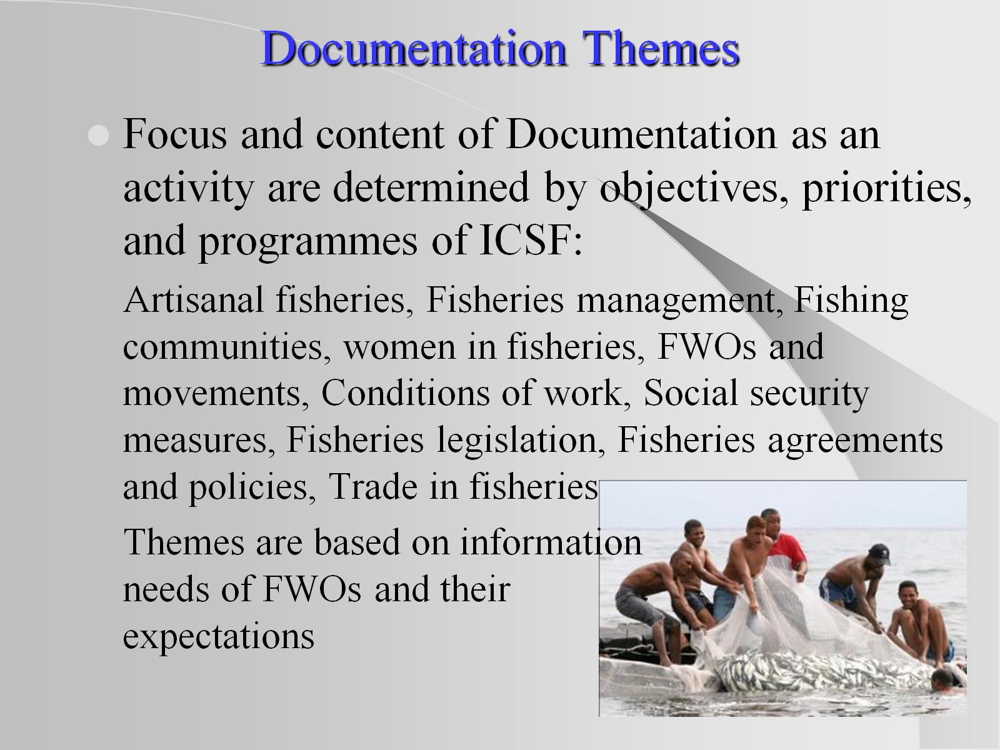 Documentation Themes
Focus and content of Documentation as an
activity are determined by objectives, priorities,
and programmes of ICSF:
Artisanal fisheries, Fisheries management, Fishing
communities, women in fisheries, FWOs and
movements, Conditions of work, Social security
measures, Fisheries legislation, Fisheries agreements
and policies, Trade in fisheries
Themes are based on information
needs of FWOs and their
expectations